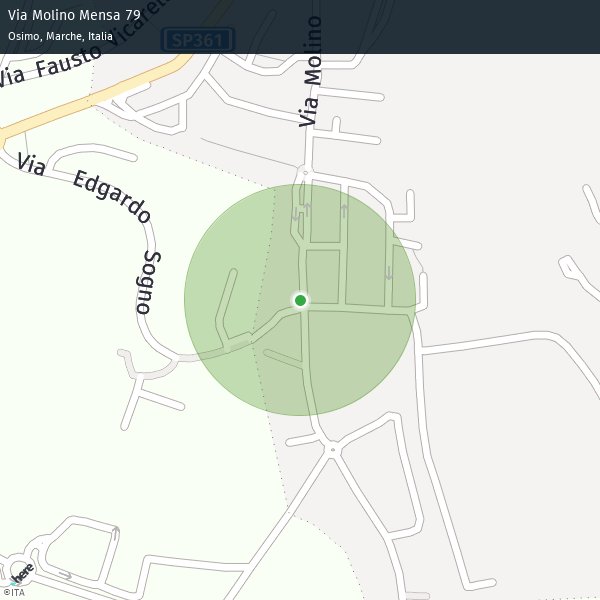 Via Molino Mensa 79
Osimo, Marche, Italia
SP361
Via Fausto Vicarelli
Via Molino
Via Edgardo Sogno
here
©ITA